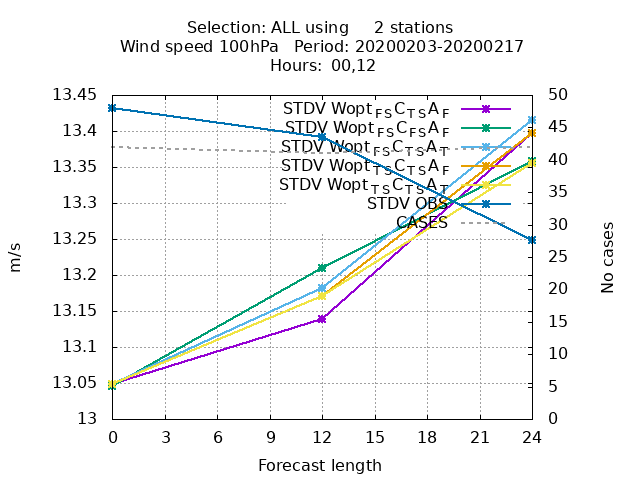 Selection: ALL using 2 stations
Wind speed 100hPa Period: 20200203-20200217
Hours: 00,12
13.45
13.4
13.35
13.3
13.25
13.2
13.15
13.1
13.05
13
m/s
STDV Wopt FS C TS A F
STDV Wopt FS C FS A F
STDV Wopt FS C TS A T
STDV Wopt TS C TS A F
STDV Wopt TS C TS A T
STDV OBS
CASES
50
45
40
35
30
25
20
15
10
5
0
No cases
0 3 6 9 12 15 18 21 24
Forecast length